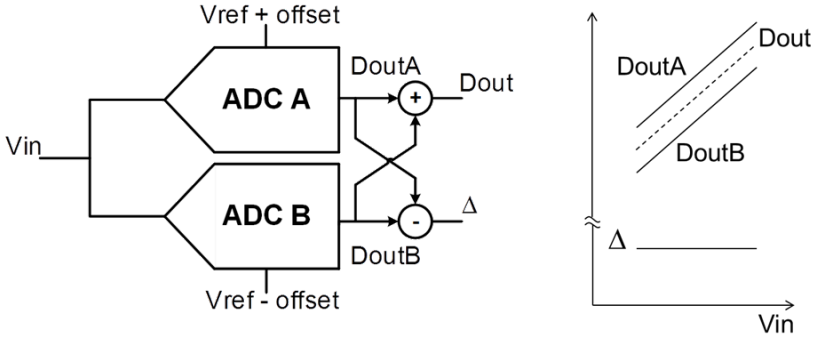 Vref + offset
ADC A
DoutA
+
Dout
Vin
ADC B
-
Δ
DoutB
Vref - offset
DoutA
Dout
DoutB
Δ
Vin